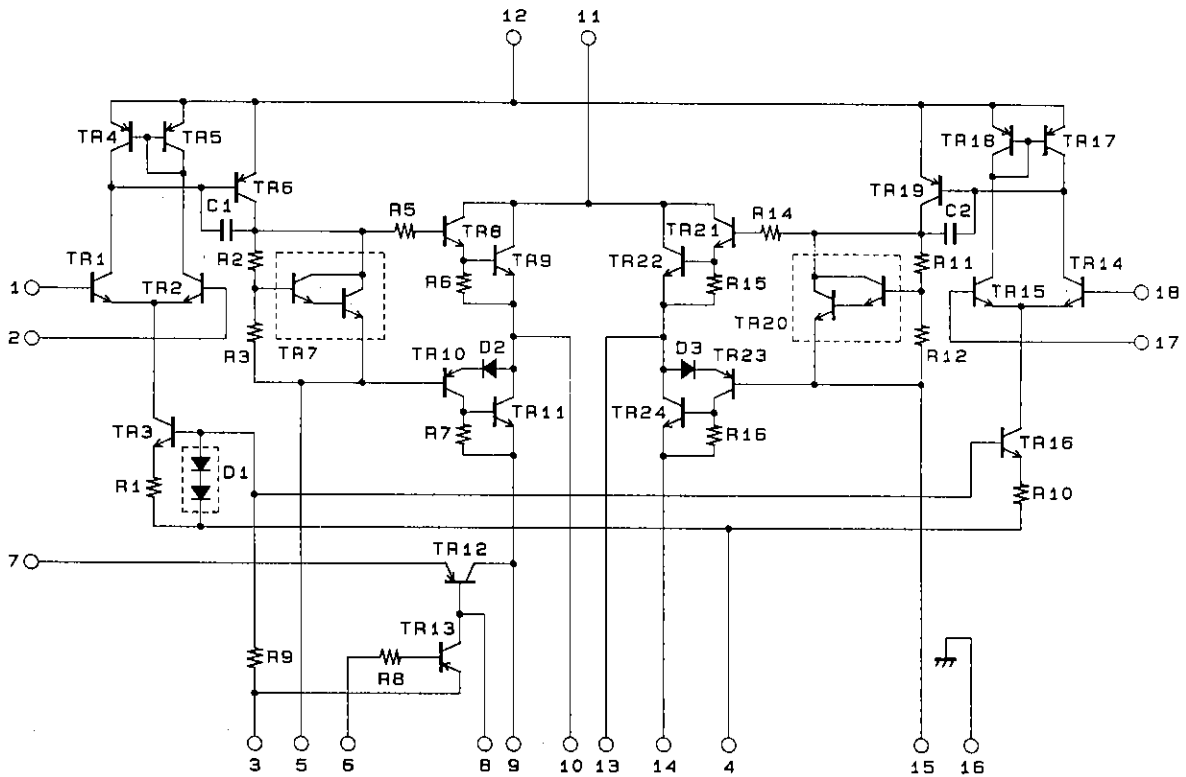 12 11
TR4 TR5 TR18 TR17
TR6 TR19
C1 R5 TR8 TR21 R14 C2
TR1 R2 TR9 TR22 R11 TR14
1 TR2 R6 R15 TR15 18
2 R3 TR7 TR20 R12 17
TR10 D2 D3 TR23
TR11 TR24
TR3 R7 R16 TR16
R1 D1 R10
7 TR12
TR13
R9 R8
3 5 6 8 9 10 13 14 4 15 16